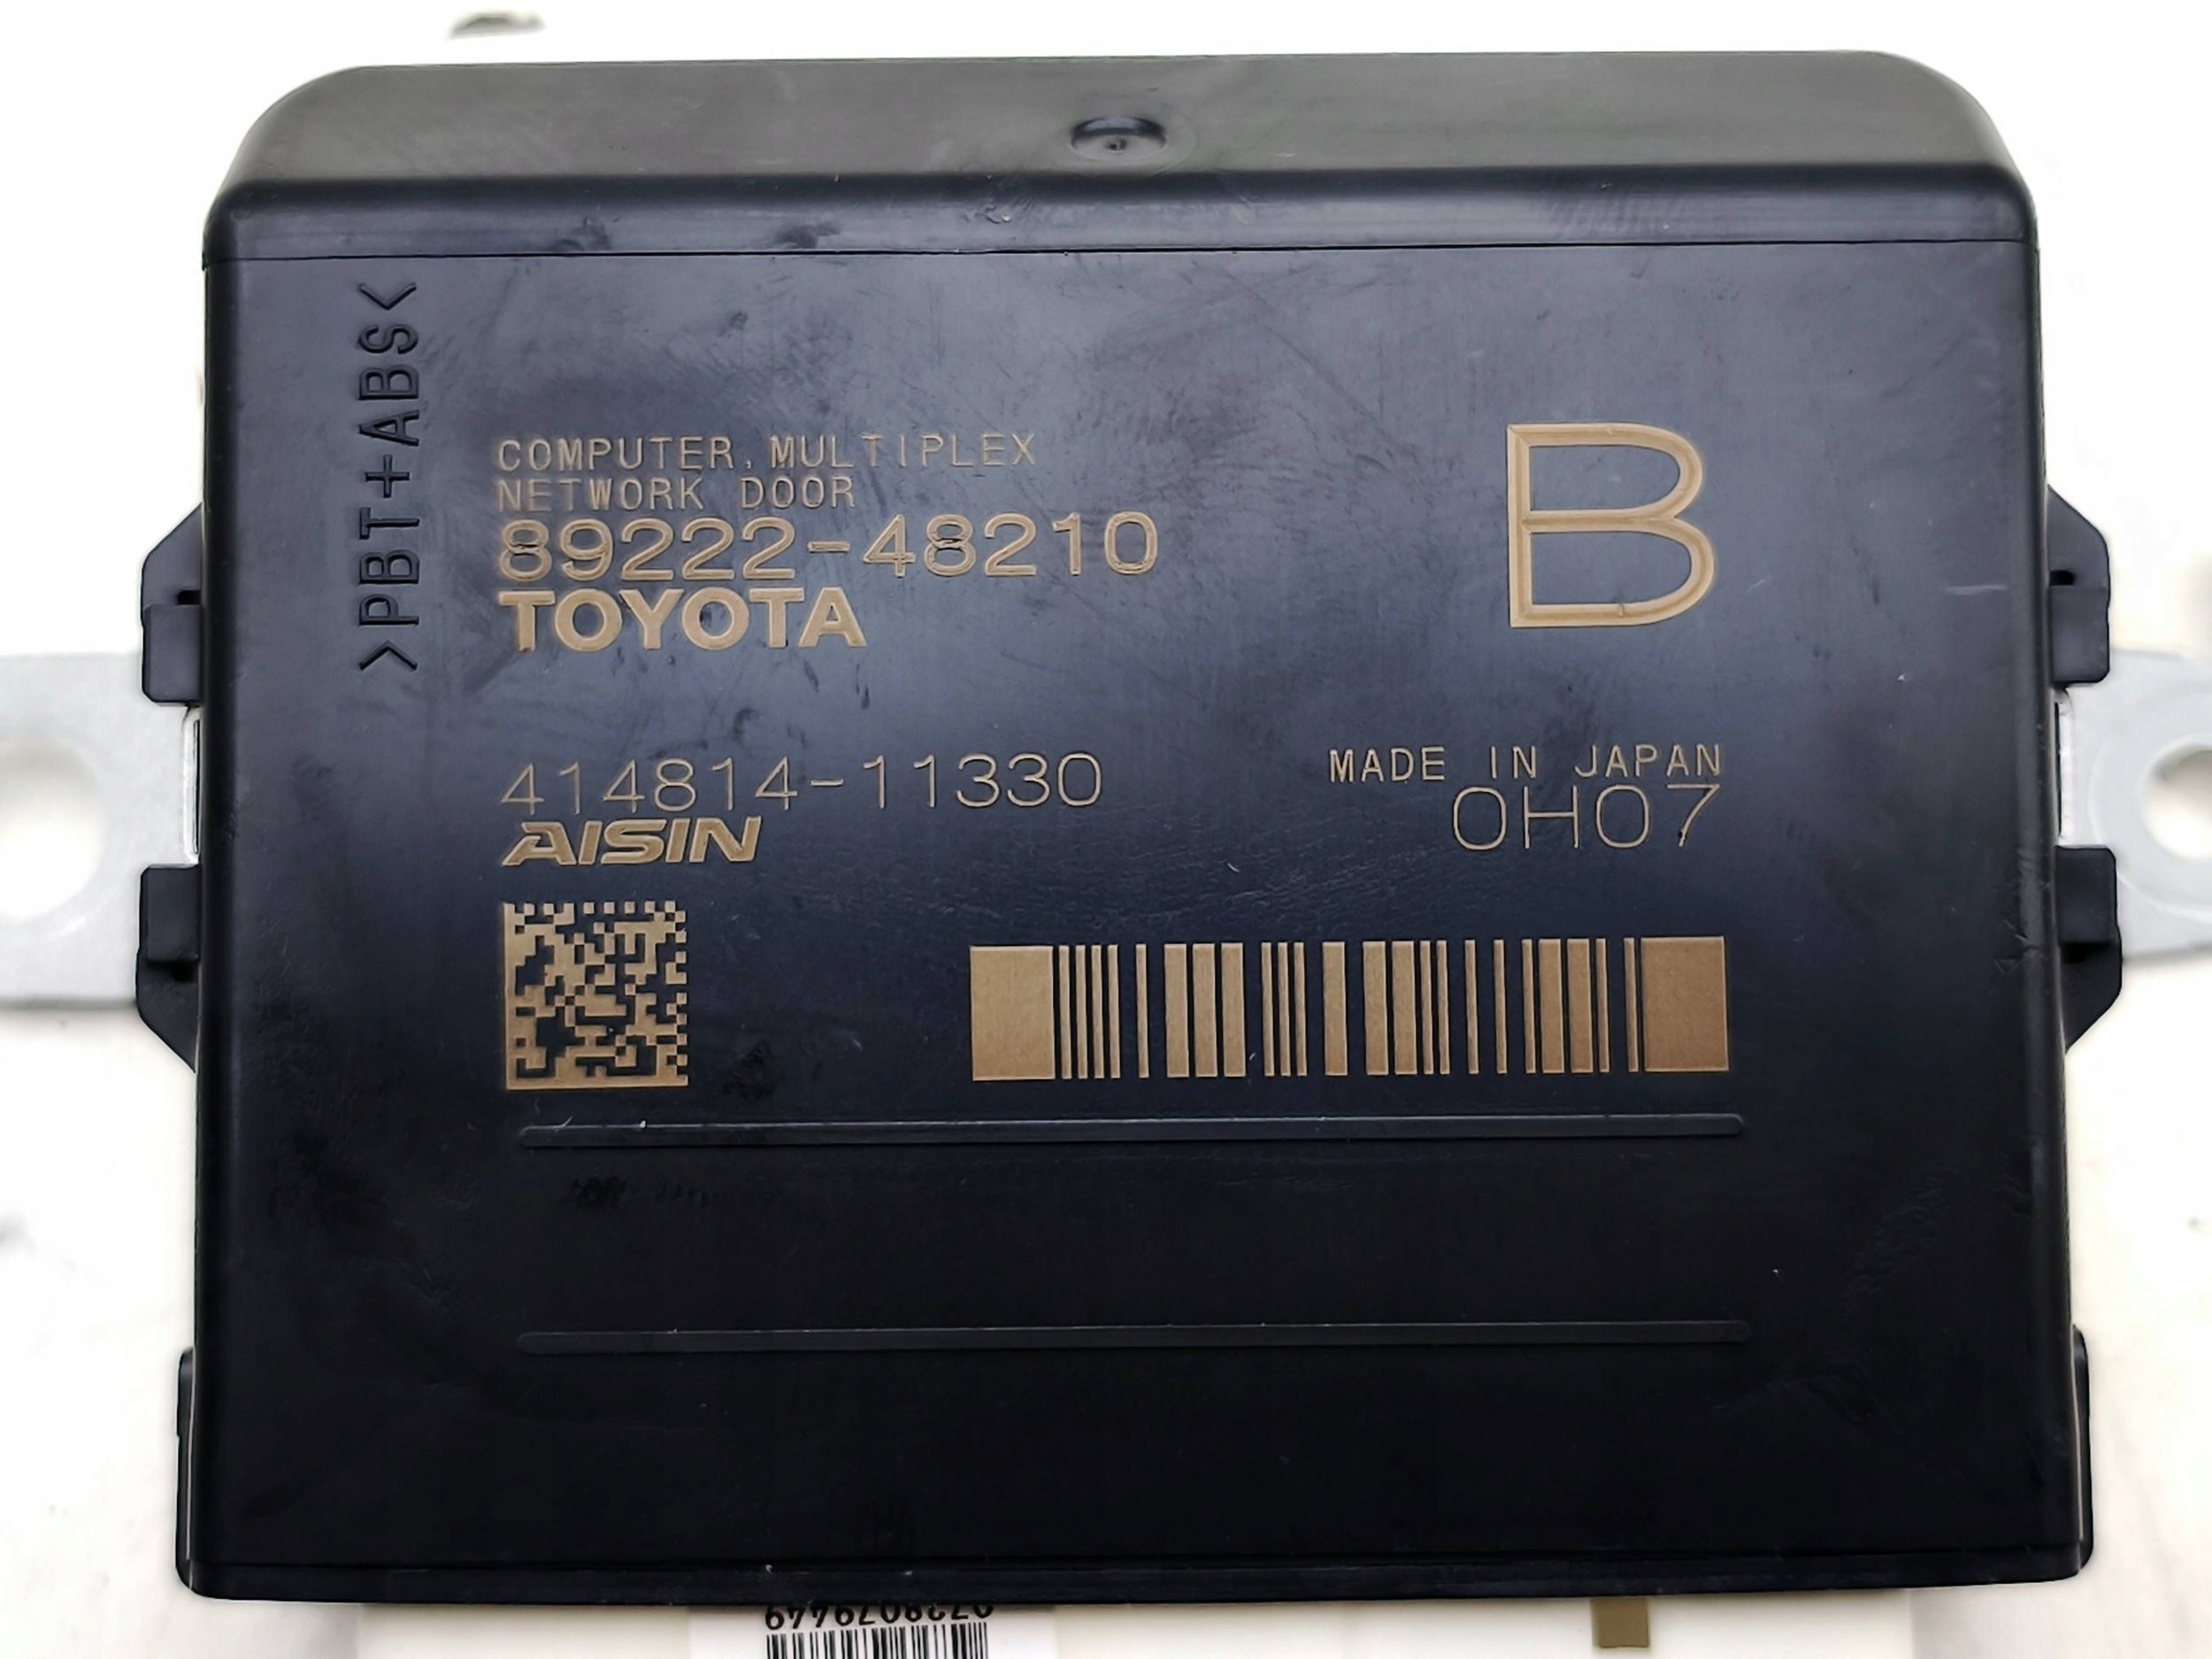 >PBT+ABS<
COMPUTER, MULTIPLEX
NETWORK DOOR
89222-48210
TOYOTA
B
414814-11330
AISIN
MADE IN JAPAN
0H07